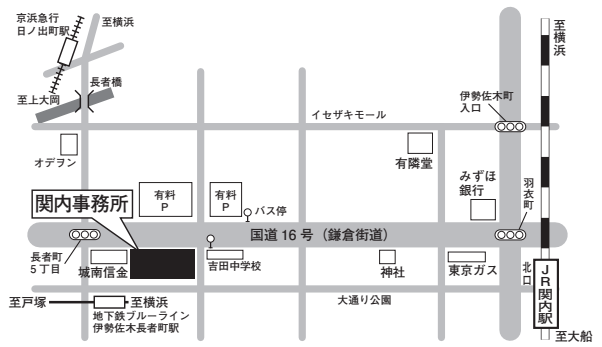 京浜急行
日ノ出町駅
至横浜
至横浜
長者橋
至上大岡
伊勢佐木町
入口
イセザキモール
オデヲン
有隣堂
みずほ
銀行
羽衣町
関内事務所
有料
P
有料
P
バス停
国道16号（鎌倉街道）
長者町
5丁目
城南信金
吉田中学校
神社
東京ガス
北口
JR関内駅
至戸塚
至横浜
大通り公園
地下鉄ブルーライン
伊勢佐木長者町駅
至大船